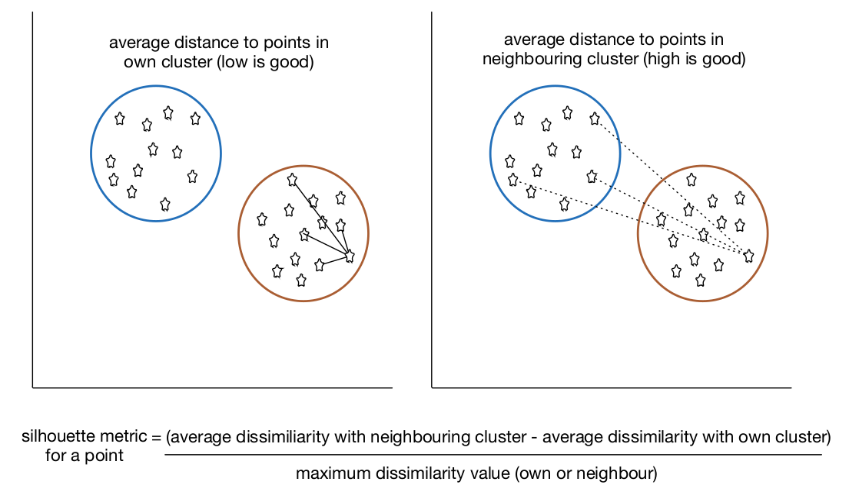 average distance to points in
own cluster (low is good)
average distance to points in
neighbouring cluster (high is good)
silhouette metric = (average dissimiliarity with neighbouring cluster - average dissimilarity with own cluster)
for a point
maximum dissimilarity value (own or neighbour)